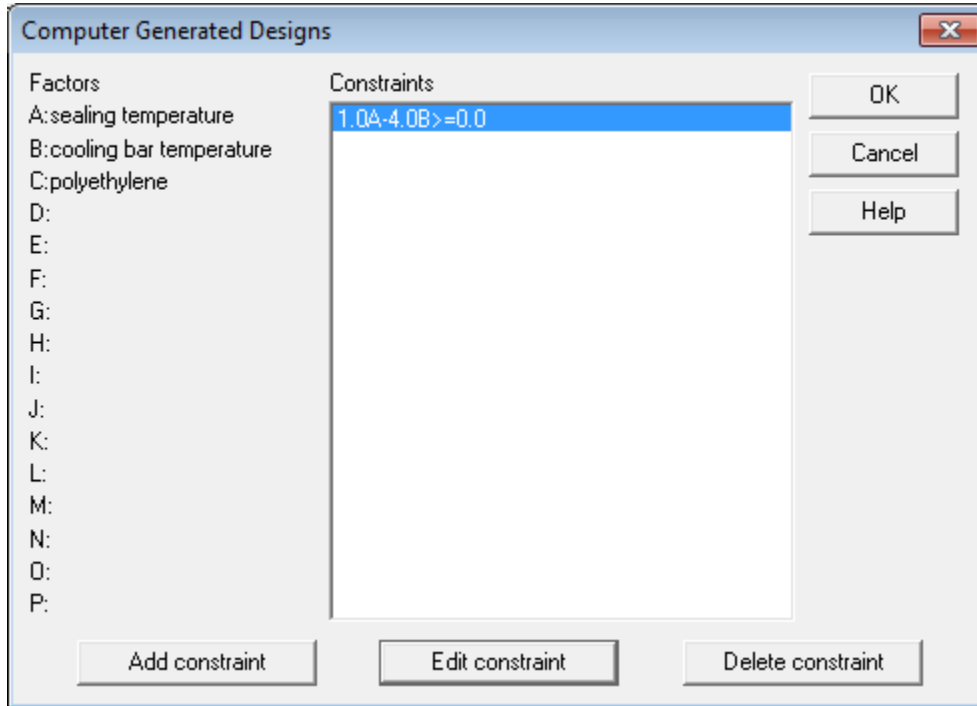 Computer Generated Designs
Factors
Constraints
A:sealing temperature
B:cooling bar temperature
C:polyethylene
D:
E:
F:
G:
H:
I:
J:
K:
L:
M:
N:
O:
P:
1.0A-4.0B>=0.0
OK
Cancel
Help
Add constraint
Edit constraint
Delete constraint